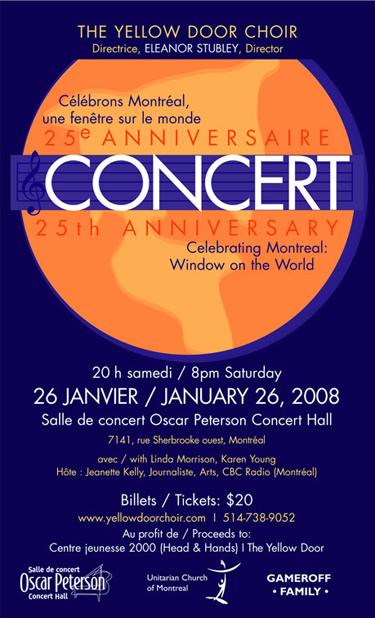 THE YELLOW DOOR CHOIR
Directrice, ELEANOR STUBLEY, Director
Célébrons Montréal,
une fenêtre sur le monde
25e ANNIVERSAIRE
CONCERT
25th ANNIVERSARY
Celebrating Montreal:
Window on the World
20 h samedi / 8pm Saturday
26 JANVIER / JANUARY 26, 2008
Salle de concert Oscar Peterson Concert Hall
7141, rue Sherbrooke ouest, Montréal
avec / with Linda Morrison, Karen Young
Hôte : Jeanette Kelly, Journaliste, Arts, CBC Radio (Montréal)
Billets / Tickets: $20
www.yellowdoorchoir.com I 514-738-9052
Au profit de / Proceeds to:
Centre jeunesse 2000 (Head & Hands) I The Yellow Door
Salle de concert
Oscar Peterson
Concert Hall
Unitarian Church
of Montreal
GAMEROFF
• FAMILY •